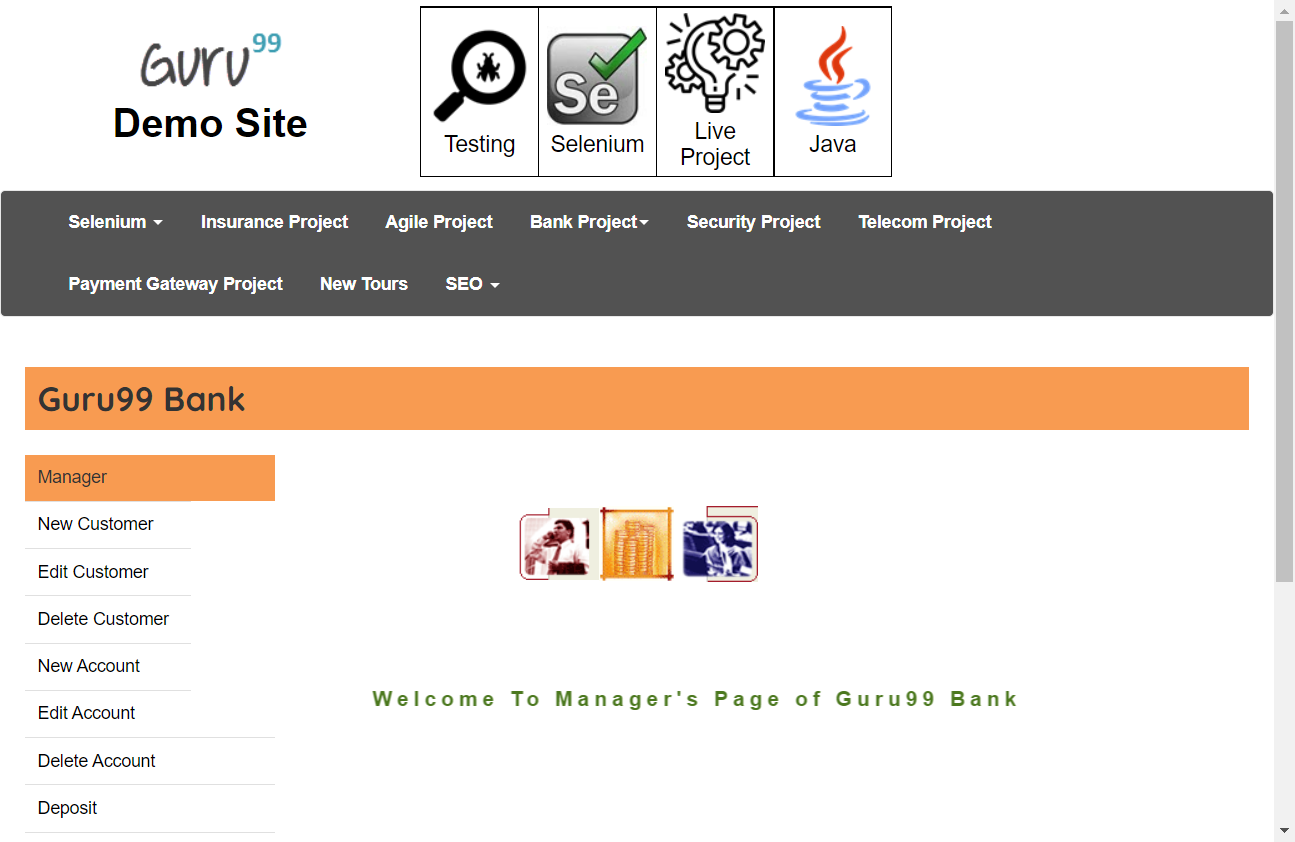 Guru99
Demo Site
Testing
Selenium
Live
Project
Java
Selenium
Insurance Project
Agile Project
Bank Project
Security Project
Telecom Project
Payment Gateway Project
New Tours
SEO
Guru99 Bank
Manager
New Customer
Edit Customer
Delete Customer
New Account
Edit Account
Delete Account
Deposit
Se
Welcome To Manager's Page of Guru99 Bank